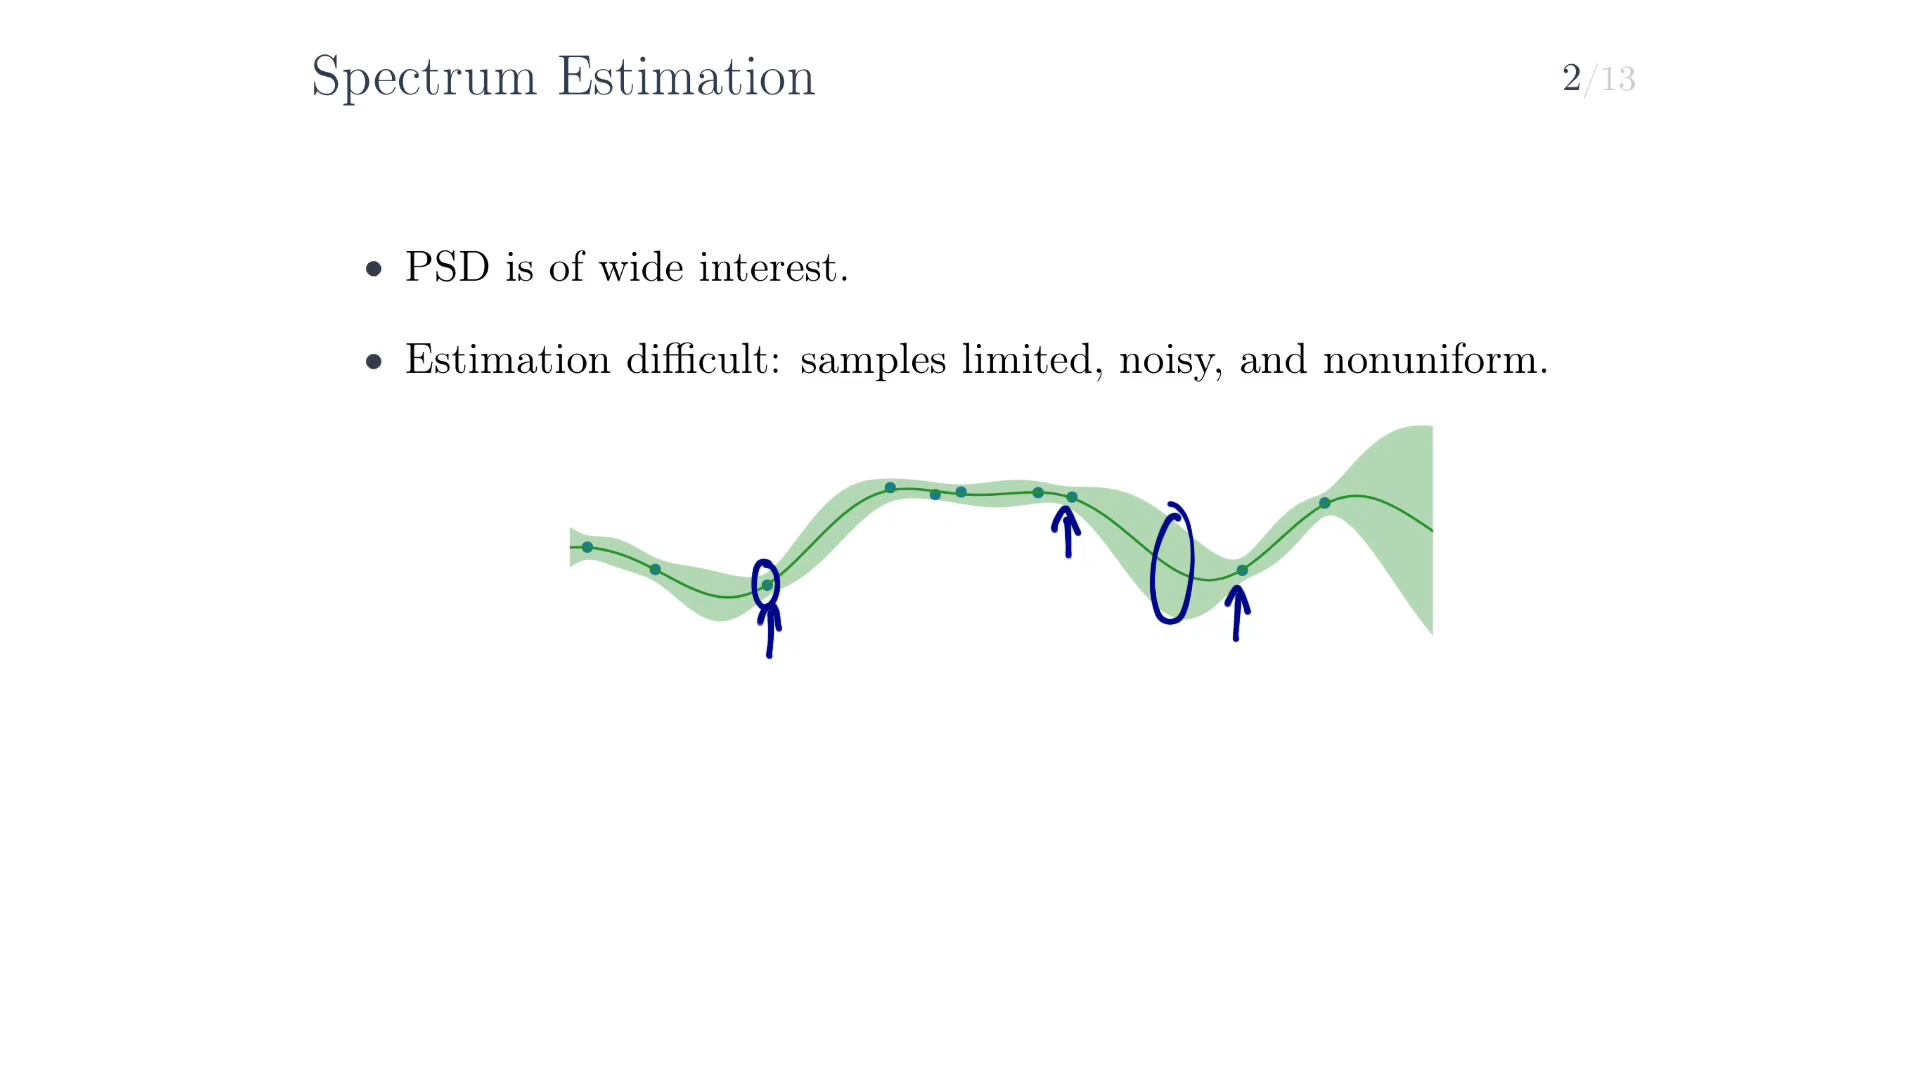 Spectrum Estimation
2/13
• PSD is of wide interest.
• Estimation difficult: samples limited, noisy, and nonuniform.